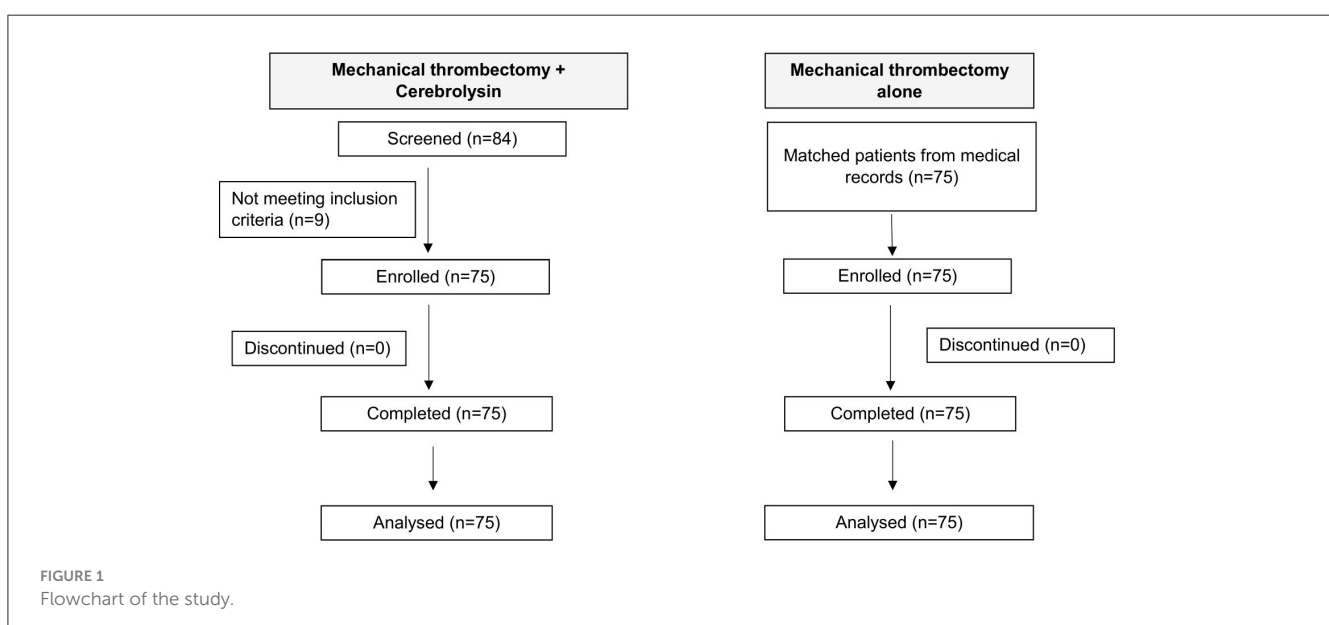 Mechanical thrombectomy +
Cerebrolysin
Screened (n=84)
Not meeting inclusion
criteria (n=9)
Enrolled (n=75)
Discontinued (n=0)
Completed (n=75)
Analysed (n=75)
Mechanical thrombectomy
alone
Matched patients from medical
records (n=75)
Enrolled (n=75)
Discontinued (n=0)
Completed (n=75)
Analysed (n=75)
FIGURE 1
Flowchart of the study.